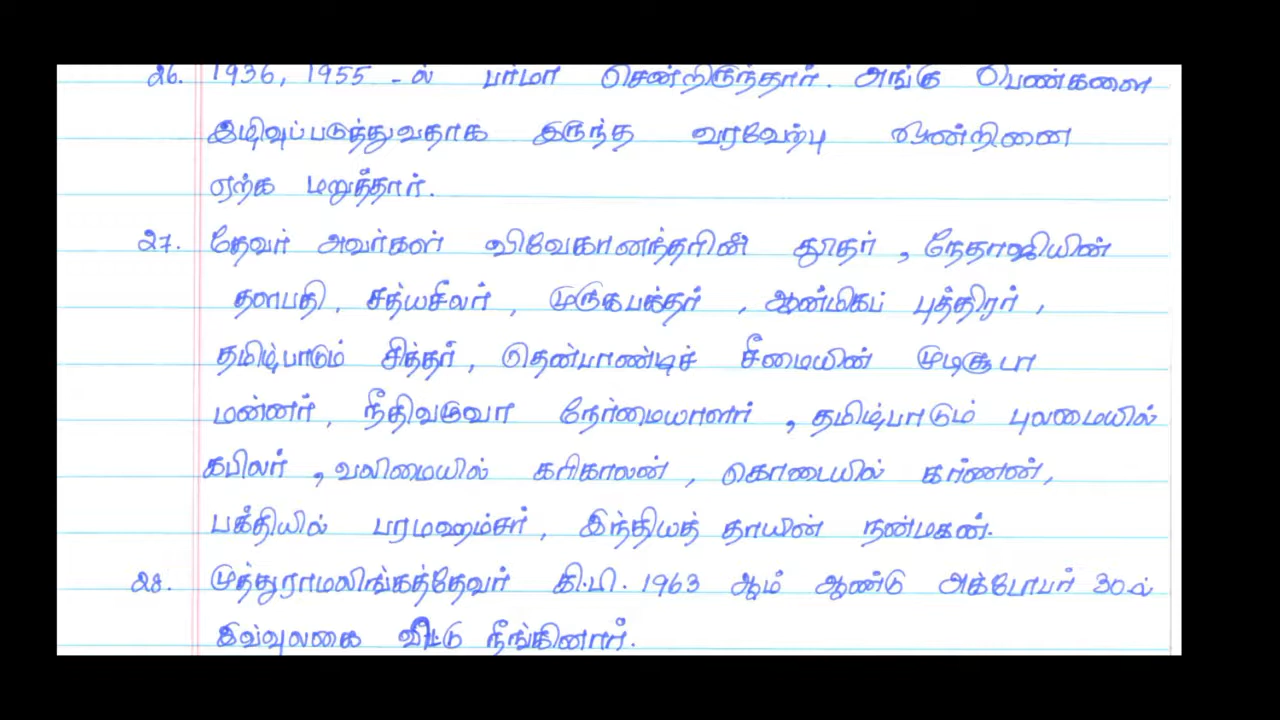 26. 1936, 1955 -ல் பர்மா சென்றிருந்தார். அங்கு பெண்களை
இழிவுப்படுத்துவதாக இருந்த வரவேற்பு ஒன்றினை
ஏற்க மறுத்தார்.
27. தேவர் அவர்கள் விவேகானந்தரின் தூதர், நேதாஜியின்
தளபதி, சத்யசீலர், முருகபக்தர், ஆன்மிகப் புத்திரர்,
தமிழ்பாடும் சித்தர், தென்பாண்டிச் சீமையின் முடிசூடா
மன்னர், நீதிவழுவா நேர்மையாளர், தமிழ்பாடும் புலமையில்
கபிலர், வலிமையில் கரிகாலன், கொடையில் கர்ணன்,
பக்தியில் பரமஹம்சர், இந்தியத் தாயின் நன்மகன்.
28. முத்துராமலிங்கத்தேவர் கி.பி. 1963 ஆம் ஆண்டு அக்டோபர் 30ல்
இவ்வுலகை விட்டு நீங்கினார்.